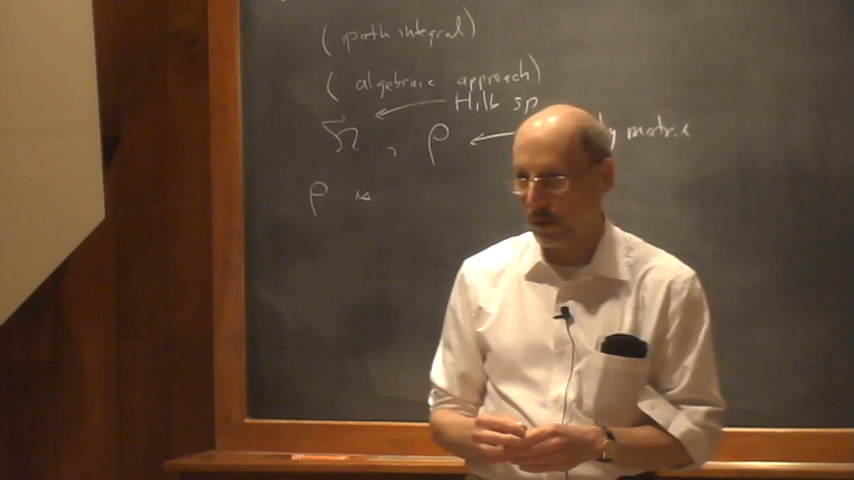 (path integral)
(algebraic approach)
Hilb sp
, ρ ← matrix
ρ is